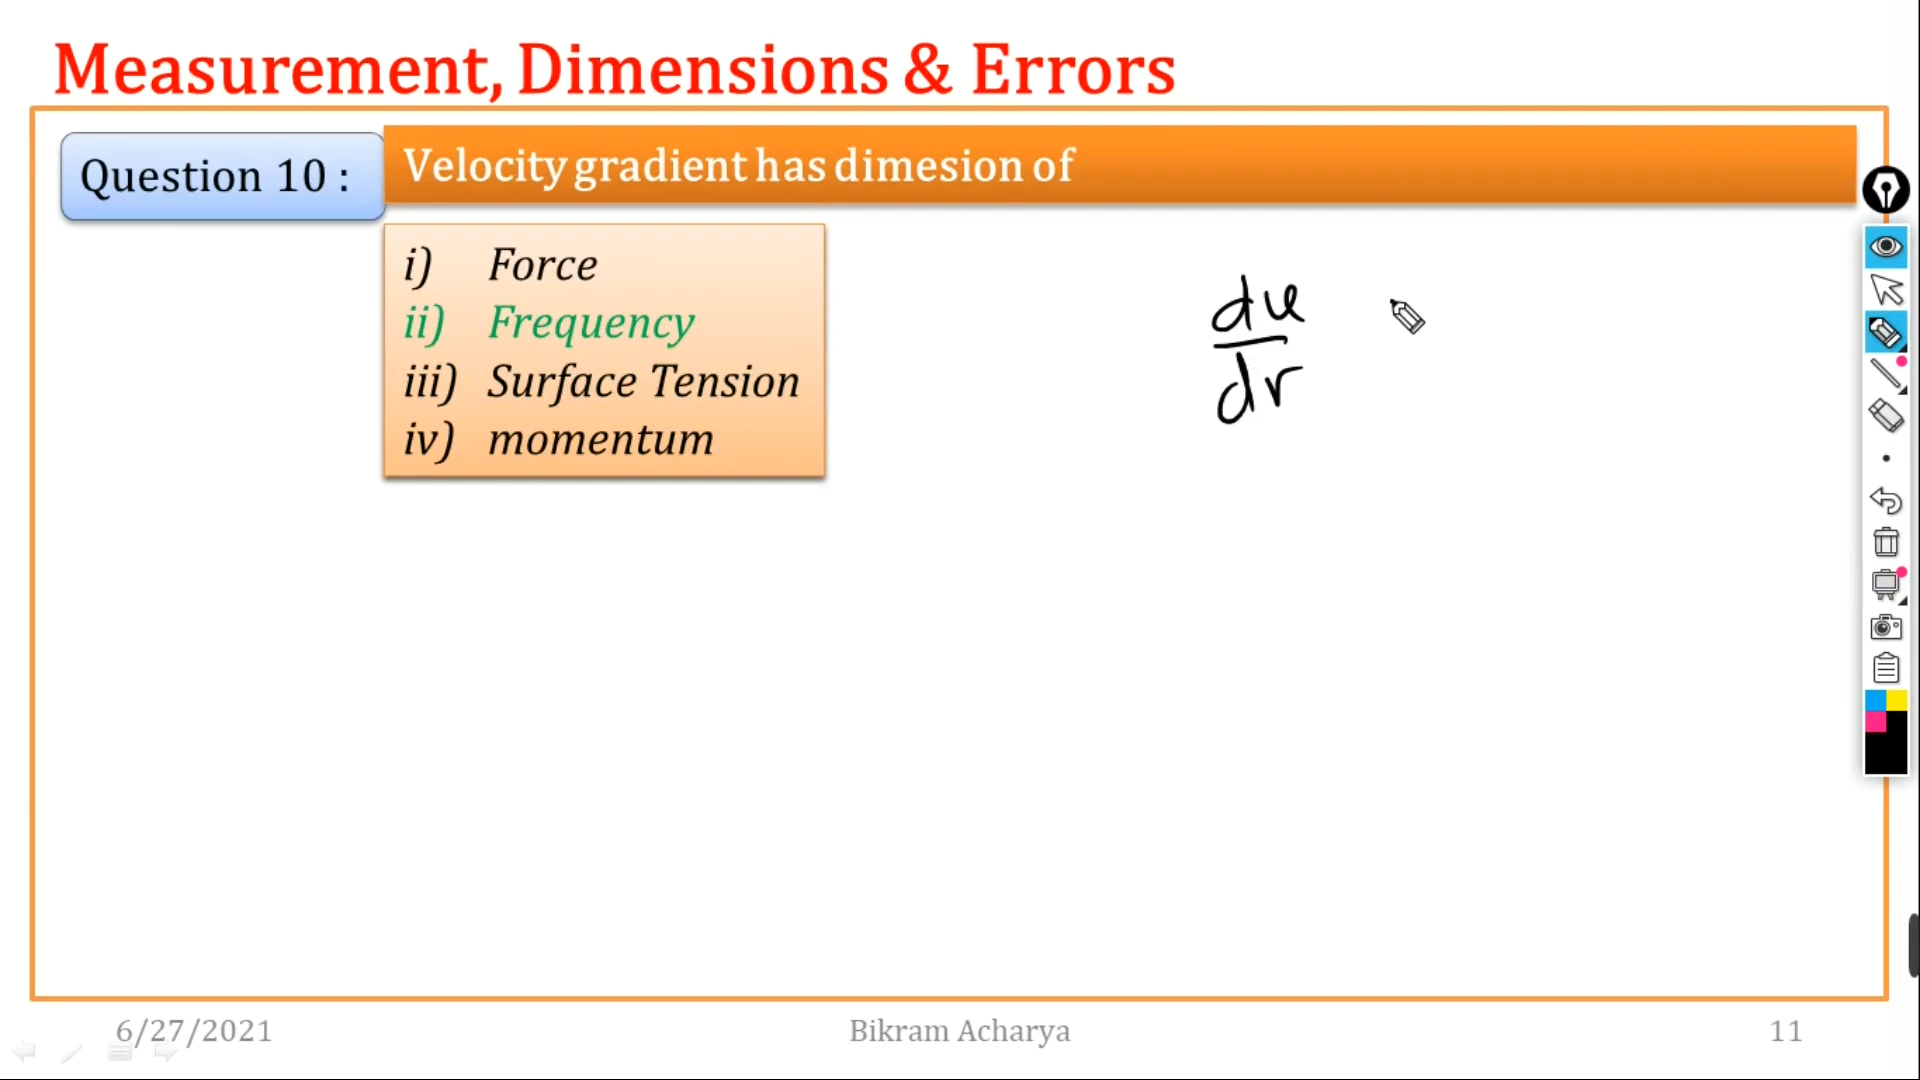 Measurement, Dimensions & Errors
Question 10 :
Velocity gradient has dimesion of
i) Force
ii) Frequency
iii) Surface Tension
iv) momentum
du
dr
6/27/2021
Bikram Acharya
11